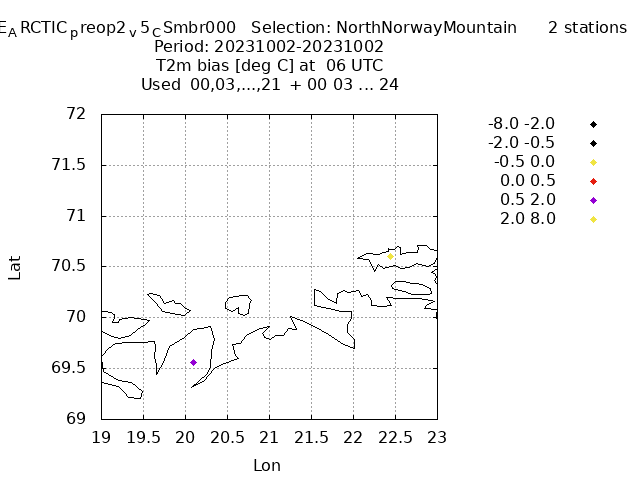 E_A RCTIC_p reop2_v 5_C Smbr000 Selection: NorthNorwayMountain 2 stations
Period: 20231002-20231002
T2m bias [deg C] at 06 UTC
Used 00,03,...,21 + 00 03 ... 24
72
71.5
71
70.5
70
69.5
69
Lat
19 19.5 20 20.5 21 21.5 22 22.5 23
Lon
-8.0 -2.0
-2.0 -0.5
-0.5 0.0
0.0 0.5
0.5 2.0
2.0 8.0